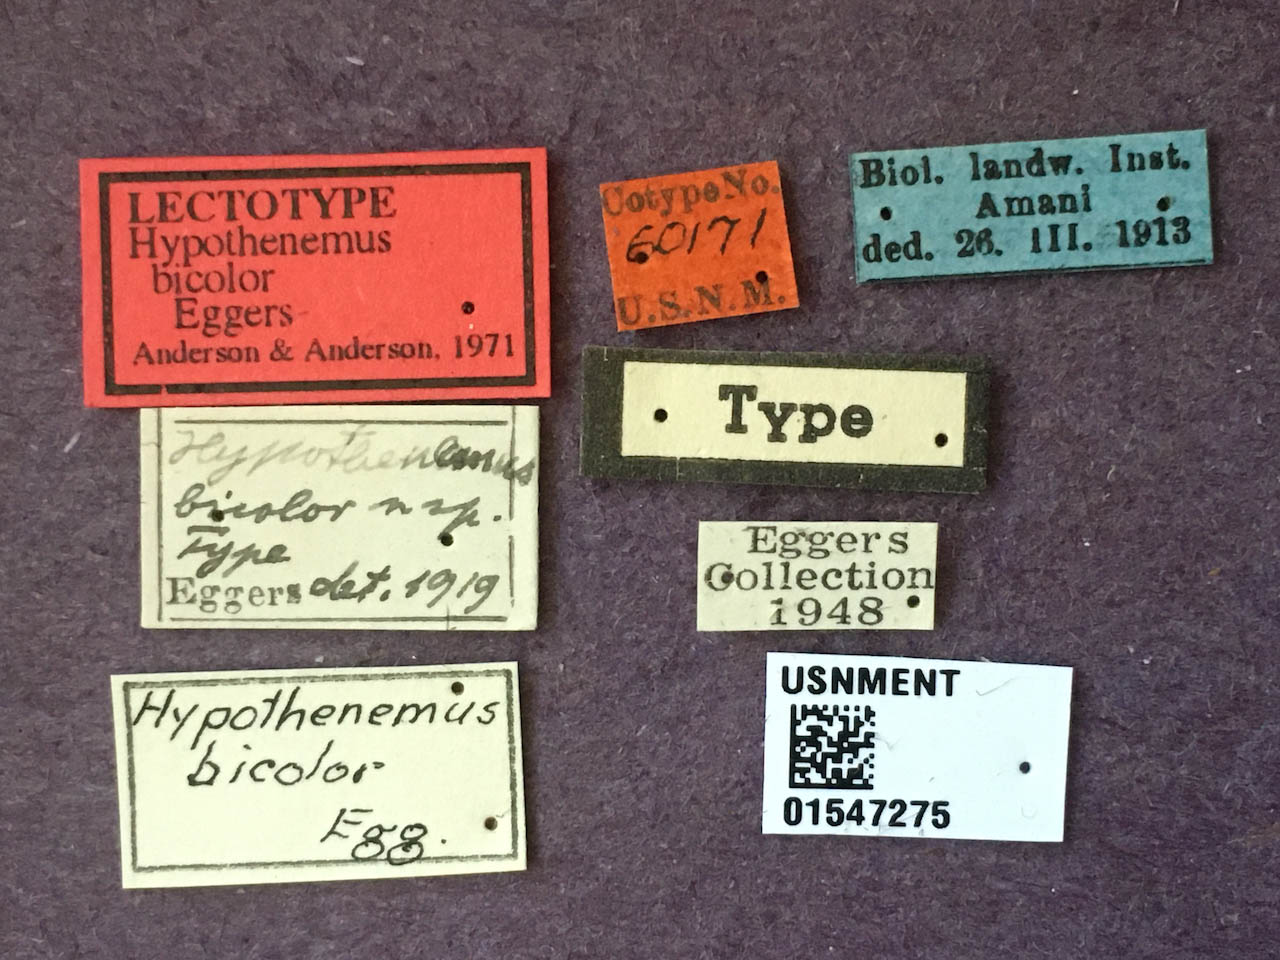 LECTOTYPE
Hypothenemus
bicolor
Eggers
Anderson & Anderson, 1971
Cotype No.
60171
U.S.N.M.
Biol. landw. Inst.
Amani
ded. 26. III. 1913
Type
Hypothenemus
bicolor n sp.
Type
Eggers det. 1919
Eggers
Collection
1948
Hypothenemus
bicolor
Egg.
USNMENT
01547275